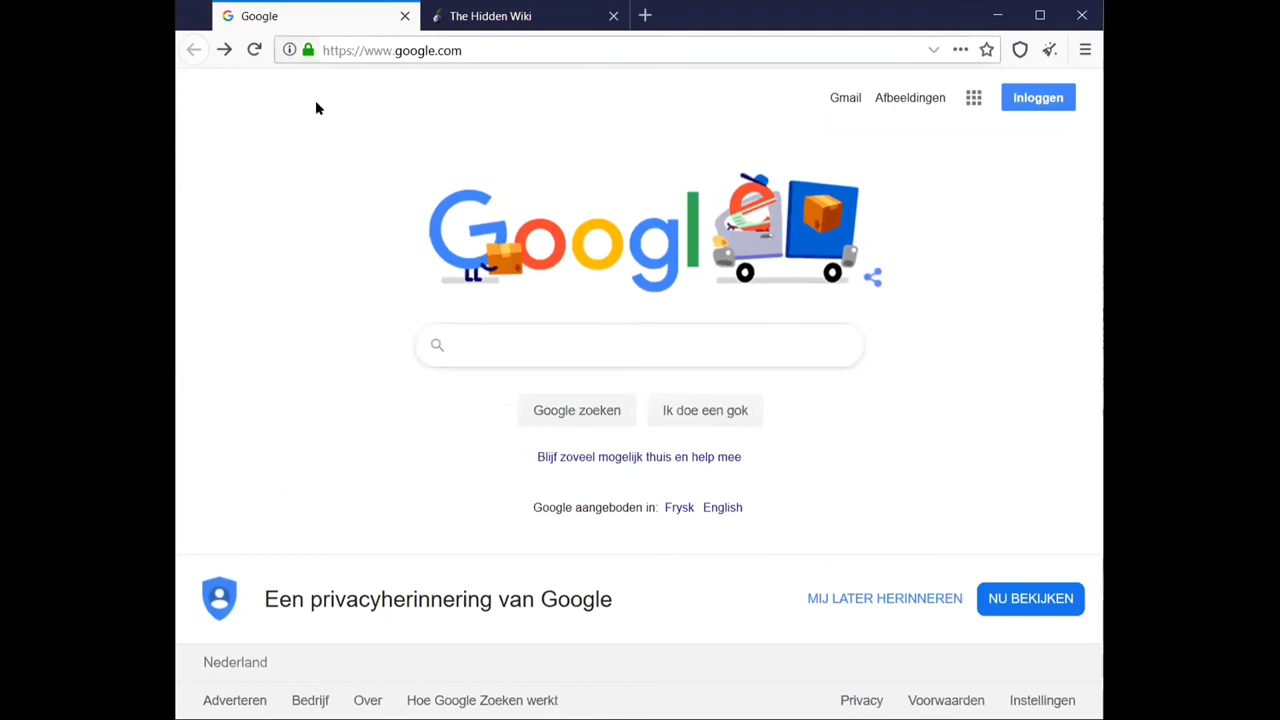 Google
The Hidden Wiki
https://www.google.com
Gmail Afbeeldingen Inloggen
Google
Google zoeken Ik doe een gok
Blijf zoveel mogelijk thuis en help mee
Google aangeboden in: Frysk English
Een privacyherinnering van Google MIJ LATER HERINNEREN NU BEKIJKEN
Nederland
Adverteren Bedrijf Over Hoe Google Zoeken werkt Privacy Voorwaarden Instellingen